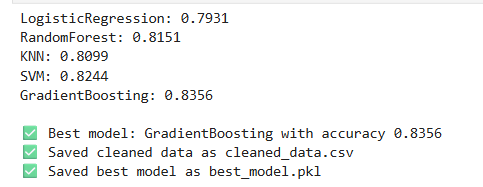 LogisticRegression: 0.7931
RandomForest: 0.8151
KNN: 0.8099
SVM: 0.8244
GradientBoosting: 0.8356
✅ Best model: GradientBoosting with accuracy 0.8356
✅ Saved cleaned data as cleaned_data.csv
✅ Saved best model as best_model.pkl